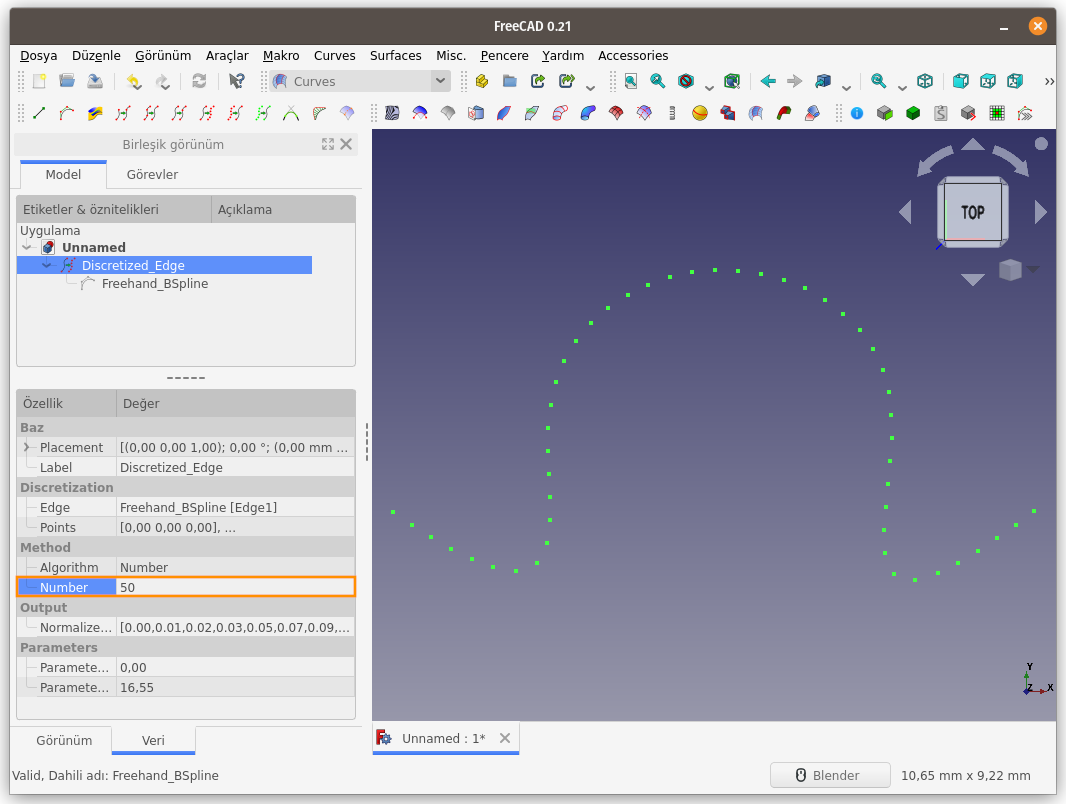 FreeCAD 0.21
Dosya Düzenle Görünüm Araçlar Makro Curves Surfaces Misc. Pencere Yardım Accessories
Curves
Birleşik görünüm
Model Görevler
Etiketler & öznitelikleri Açıklama
Uygulama
Unnamed
Discretized_Edge
Freehand_BSpline
Özellik Değer
Baz
Placement [(0,00 0,00 1,00); 0,00 °; (0,00 mm ...
Label Discretized_Edge
Discretization
Edge Freehand_BSpline [Edge1]
Points [0,00 0,00 0,00], ...
Method
Algorithm Number
Number 50
Output
Normalize... [0.00,0.01,0.02,0.03,0.05,0.07,0.09,...
Parameters
Paramete... 0,00
Paramete... 16,55
Görünüm Veri
TOP
Y
Z X
Unnamed : 1*
Valid, Dahili adı: Freehand_BSpline
Blender 10,65 mm x 9,22 mm